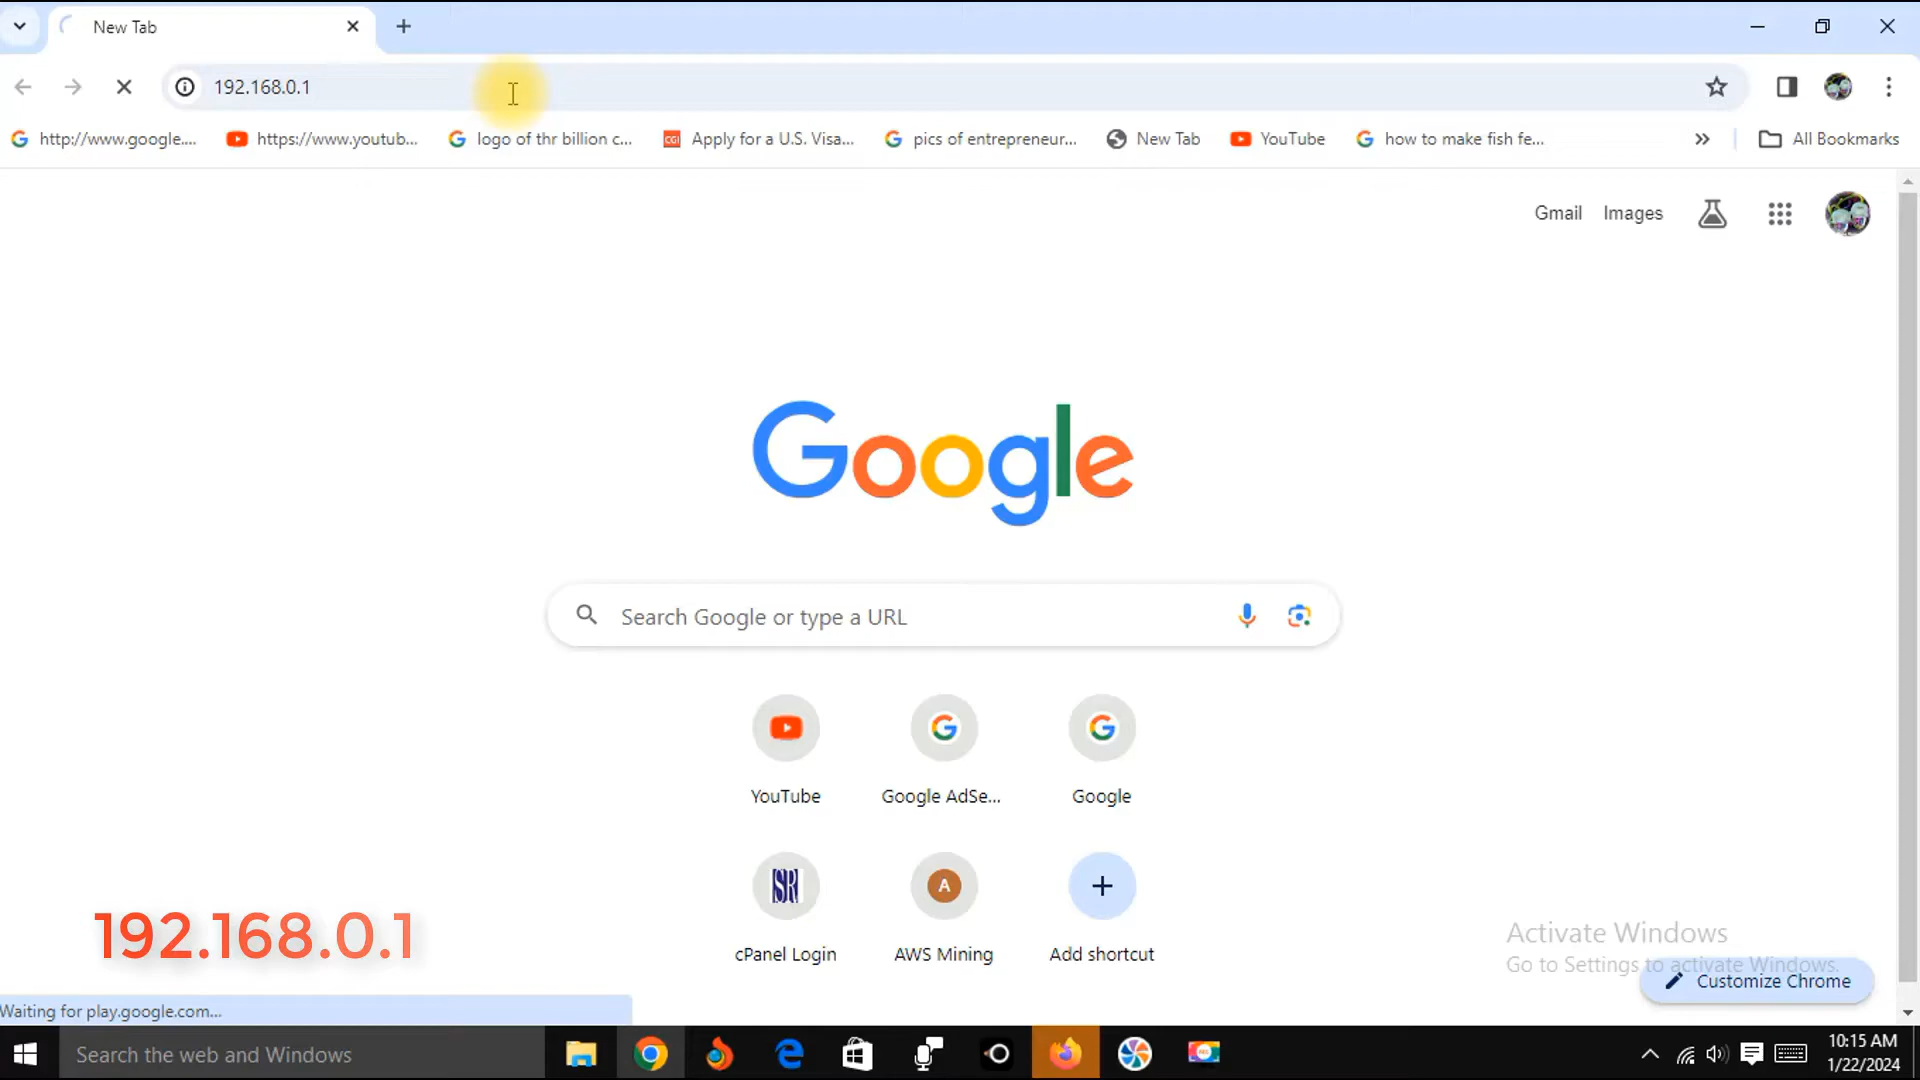 New Tab
192.168.0.1
http://www.google....
https://www.youtub...
logo of thr billion c...
CGI
Apply for a U.S. Visa...
pics of entrepreneur...
New Tab
YouTube
how to make fish fe...
All Bookmarks
Gmail
Images
Google
Search Google or type a URL
YouTube
Google AdSe...
Google
SR
A
cPanel Login
AWS Mining
Add shortcut
192.168.0.1
Activate Windows
Go to Settings to activate Windows.
Customize Chrome
Waiting for play.google.com...
Search the web and Windows
10:15 AM
1/22/2024